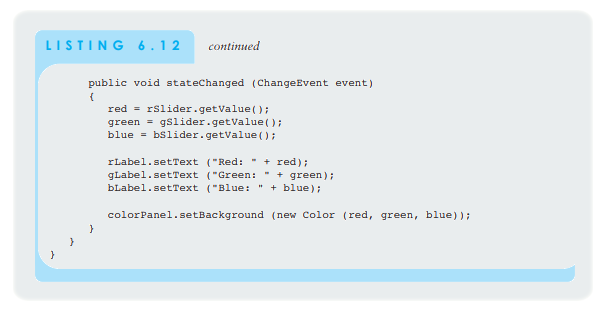 LISTING 6.12 continued
public void stateChanged (ChangeEvent event)
{
red = rSlider.getValue();
green = gSlider.getValue();
blue = bSlider.getValue();
rLabel.setText ("Red: " + red);
gLabel.setText ("Green: " + green);
bLabel.setText ("Blue: " + blue);
colorPanel.setBackground (new Color (red, green, blue));
}
}
}